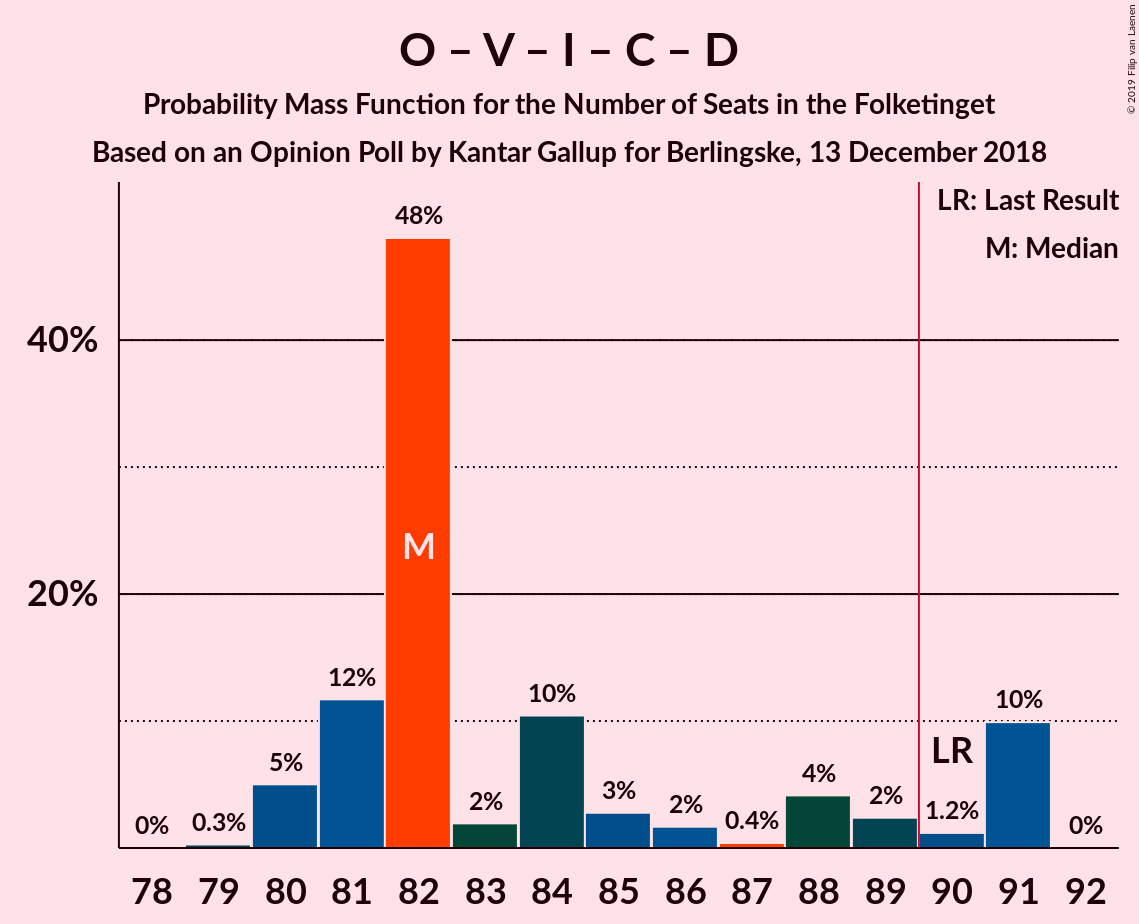 O – V – I – C – D
Probability Mass Function for the Number of Seats in the Folketinget
Based on an Opinion Poll by Kantar Gallup for Berlingske, 13 December 2018
© 2019 Filip van Laenen
LR: Last Result
M: Median
40%
20%
0%
0.3%
5%
12%
48%
M
2%
10%
3%
2%
0.4%
4%
2%
LR
1.2%
10%
0%
78 79 80 81 82 83 84 85 86 87 88 89 90 91 92